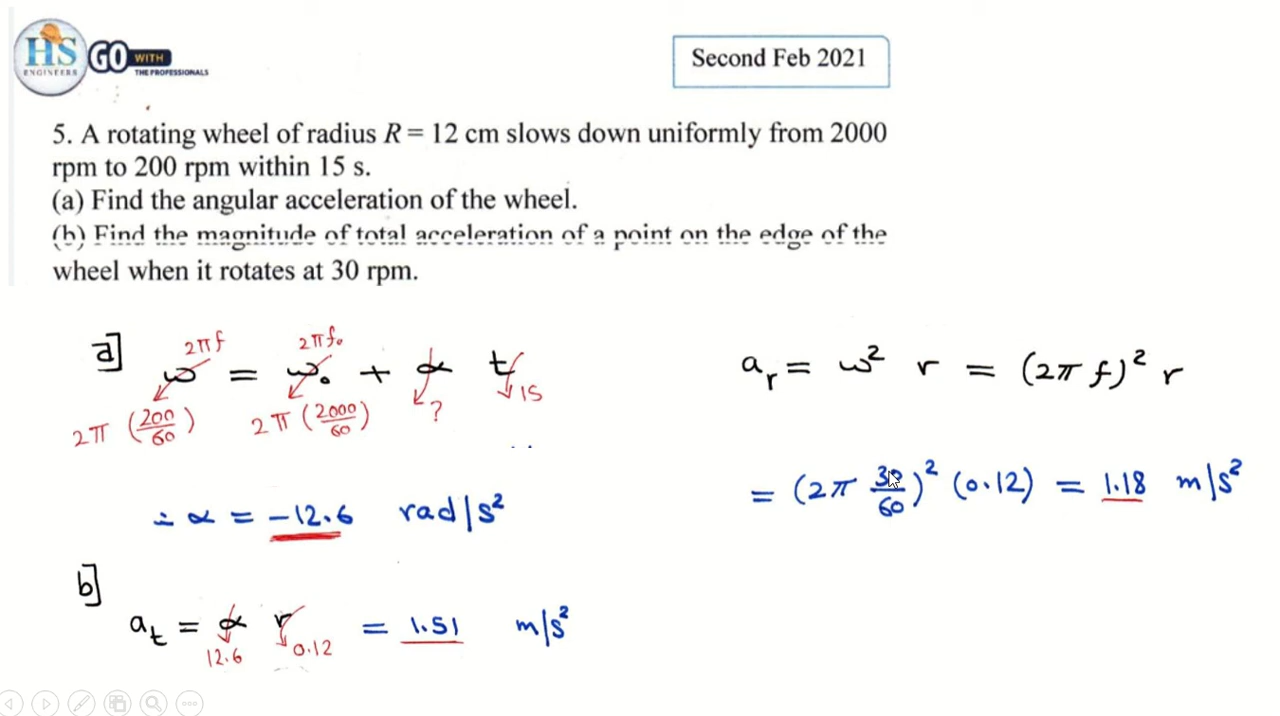 HS
ENGINEERS
GO WITH
THE PROFESSIONALS
Second Feb 2021
5. A rotating wheel of radius R = 12 cm slows down uniformly from 2000
rpm to 200 rpm within 15 s.
(a) Find the angular acceleration of the wheel.
(b) Find the magnitude of total acceleration of a point on the edge of the
wheel when it rotates at 30 rpm.
a]
2πf 2πf₀
ω = ω₀ + α t
2π (200/60) 2π (2000/60) ? 15
∴ α = -12.6 rad/s²
b]
a_t = α r = 1.51 m/s²
12.6 0.12
a_r = ω² r = (2π f)² r
= (2π 30/60)² (0.12) = 1.18 m/s²